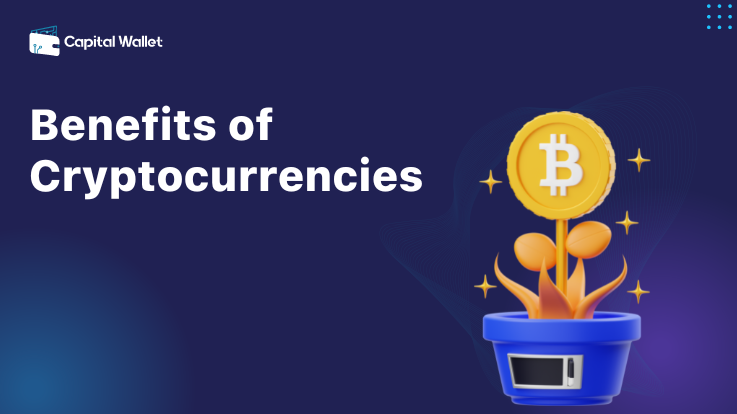 Capital Wallet
Benefits of
Cryptocurrencies